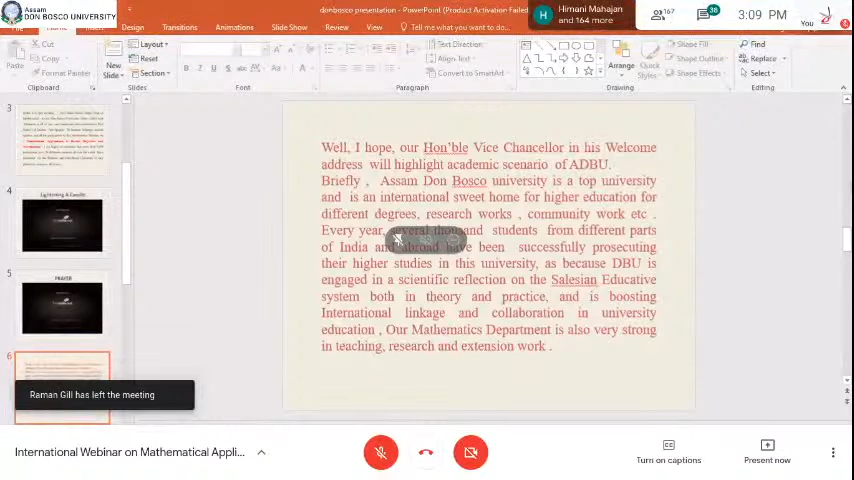 Assam
DON BOSCO UNIVERSITY
donbosco presentation - PowerPoint (Product Activation Failed
Himani Mahajan
and 164 more
H
167
38
3:09 PM
You
Design Transitions Animations Slide Show Review View Tell me what you want to do...
Cut
Copy
Format Painter
Paste
Clipboard
New
Slide
Layout
Reset
Section
Slides
Font
Text Direction
Align Text
Convert to SmartArt
Paragraph
Arrange
Quick
Styles
Shape Fill
Shape Outline
Shape Effects
Drawing
Find
Replace
Select
Editing
3
4
5
PRAYER
6
Well, I hope, our Hon'ble Vice Chancellor in his Welcome
address will highlight academic scenario of ADBU.
Briefly , Assam Don Bosco university is a top university
and is an international sweet home for higher education for
different degrees, research works , community work etc .
Every year, several thousand students from different parts
of India and abroad have been successfully prosecuting
their higher studies in this university, as because DBU is
engaged in a scientific reflection on the Salesian Educative
system both in theory and practice, and is boosting
International linkage and collaboration in university
education , Our Mathematics Department is also very strong
in teaching, research and extension work .
Raman Gill has left the meeting
International Webinar on Mathematical Appli...
Turn on captions
Present now